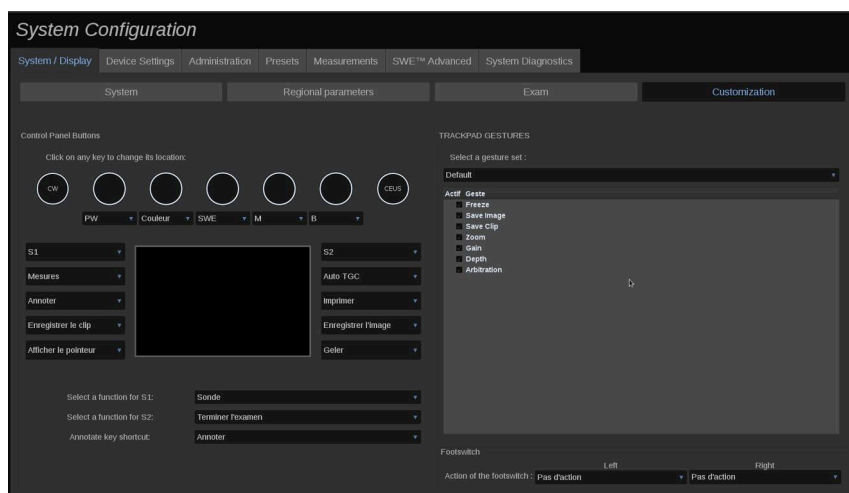 System Configuration
System / Display Device Settings Administration Presets Measurements SWE™ Advanced System Diagnostics
System Regional parameters Exam Customization
Control Panel Buttons
Click on any key to change its location:
CW CEUS
PW Couleur SWE M B
S1 S2
Mesures Auto TGC
Annoter Imprimer
Enregistrer le clip Enregistrer l'image
Afficher le pointeur Geler
Select a function for S1: Sonde
Select a function for S2: Terminer l'examen
Annotate key shortcut: Annoter
TRACKPAD GESTURES
Select a gesture set :
Default
Actif Geste
Freeze
Save Image
Save Clip
Zoom
Gain
Depth
Arbitration
Footswitch
Left Right
Action of the footswitch : Pas d'action Pas d'action